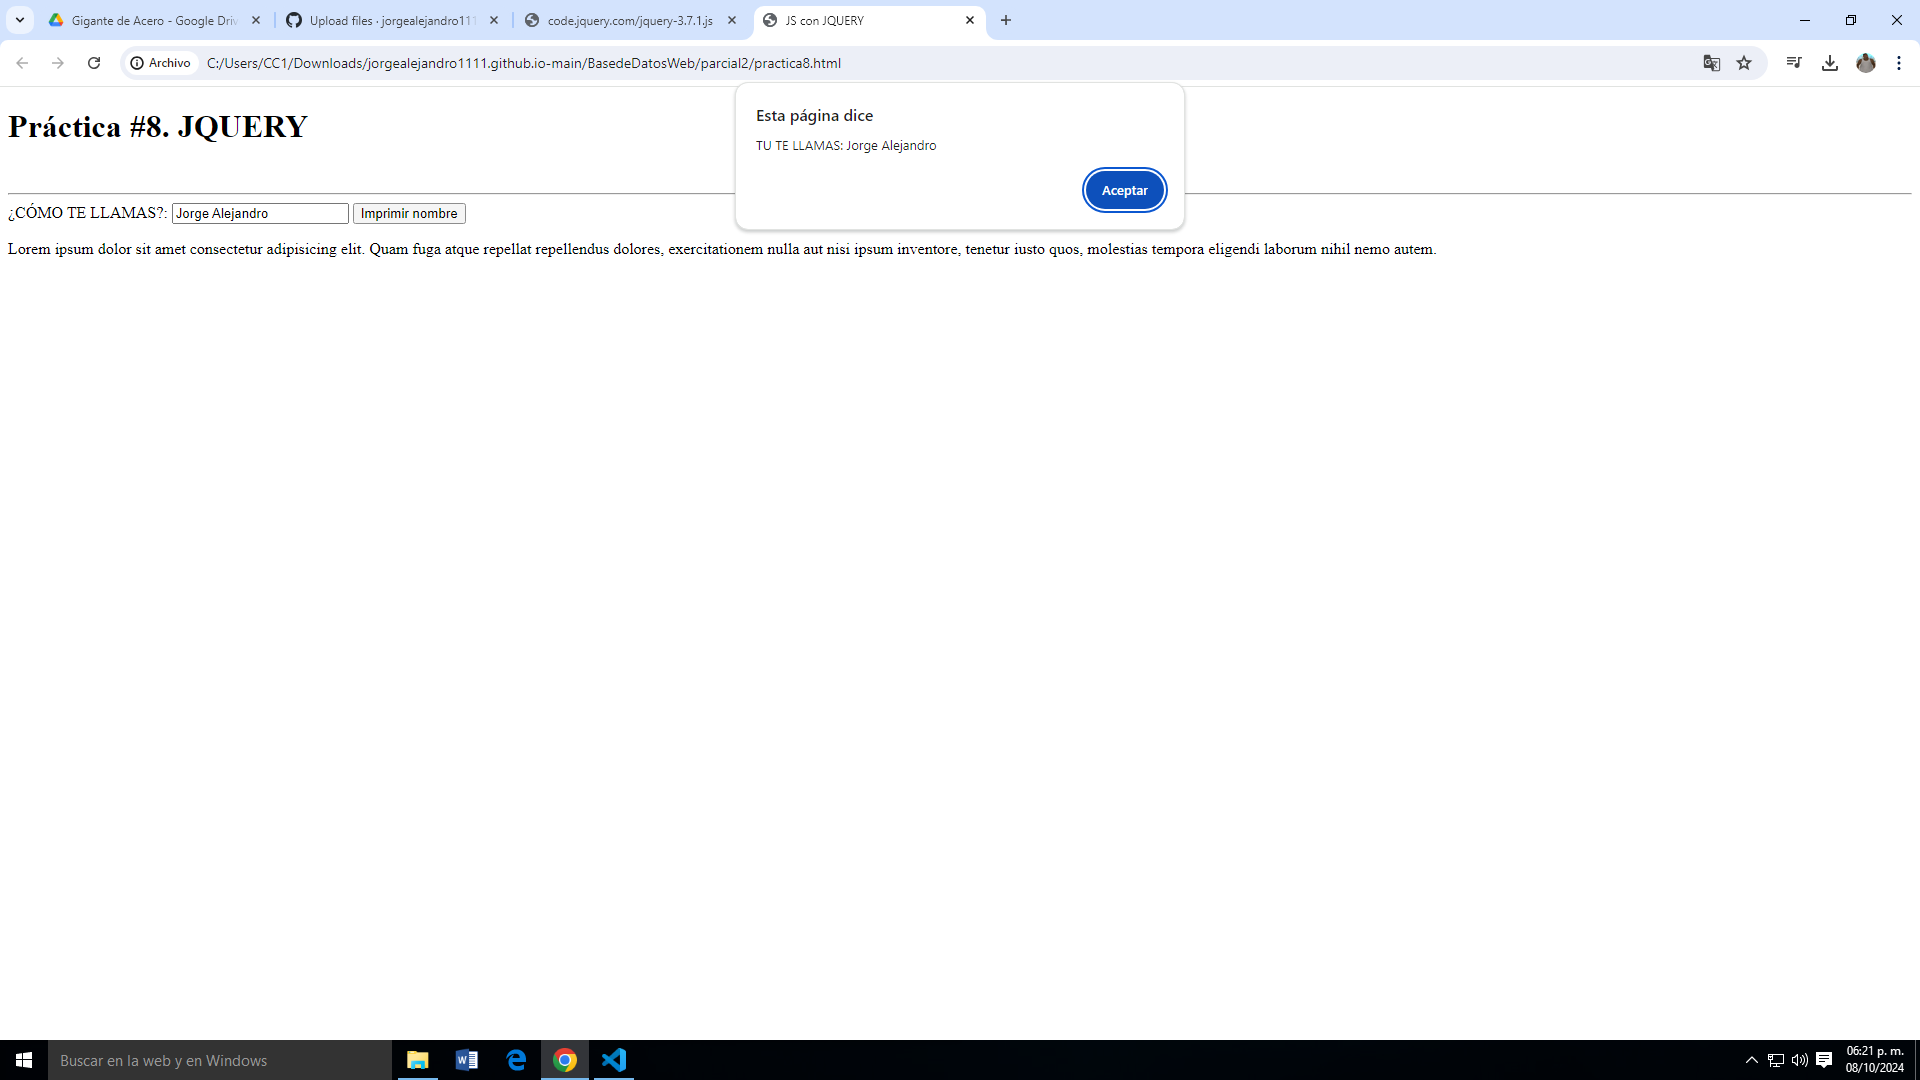 Gigante de Acero - Google Driv
Upload files · jorgealejandro111
code.jquery.com/jquery-3.7.1.js
JS con JQUERY
Archivo
C:/Users/CC1/Downloads/jorgealejandro1111.github.io-main/BasedeDatosWeb/parcial2/practica8.html
Esta página dice
TU TE LLAMAS: Jorge Alejandro
Aceptar
Práctica #8. JQUERY
¿CÓMO TE LLAMAS?: Jorge Alejandro Imprimir nombre
Lorem ipsum dolor sit amet consectetur adipisicing elit. Quam fuga atque repellat repellendus dolores, exercitationem nulla aut nisi ipsum inventore, tenetur iusto quos, molestias tempora eligendi laborum nihil nemo autem.
Buscar en la web y en Windows
06:21 p. m.
08/10/2024